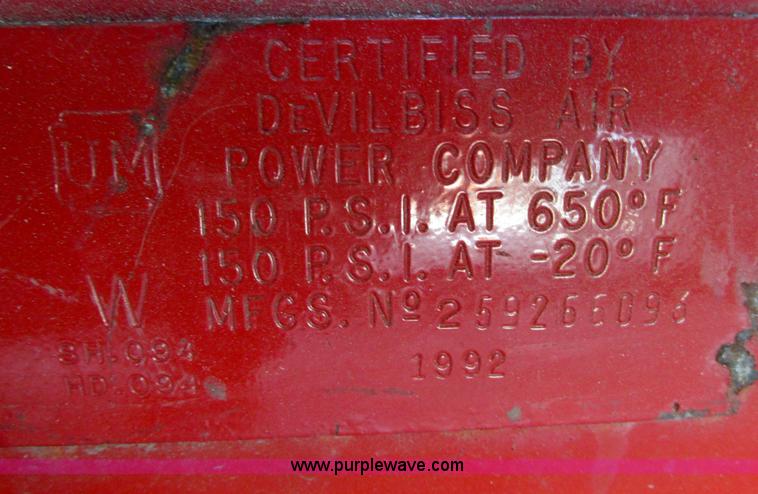 CERTIFIED BY
DEVILBISS AIR
UM
POWER COMPANY
150 P.S.I. AT 650°F
150 P.S.I. AT -20°F
W
MFGS. Nº 259266096
SH. .094
HD. .094
1992
www.purplewave.com